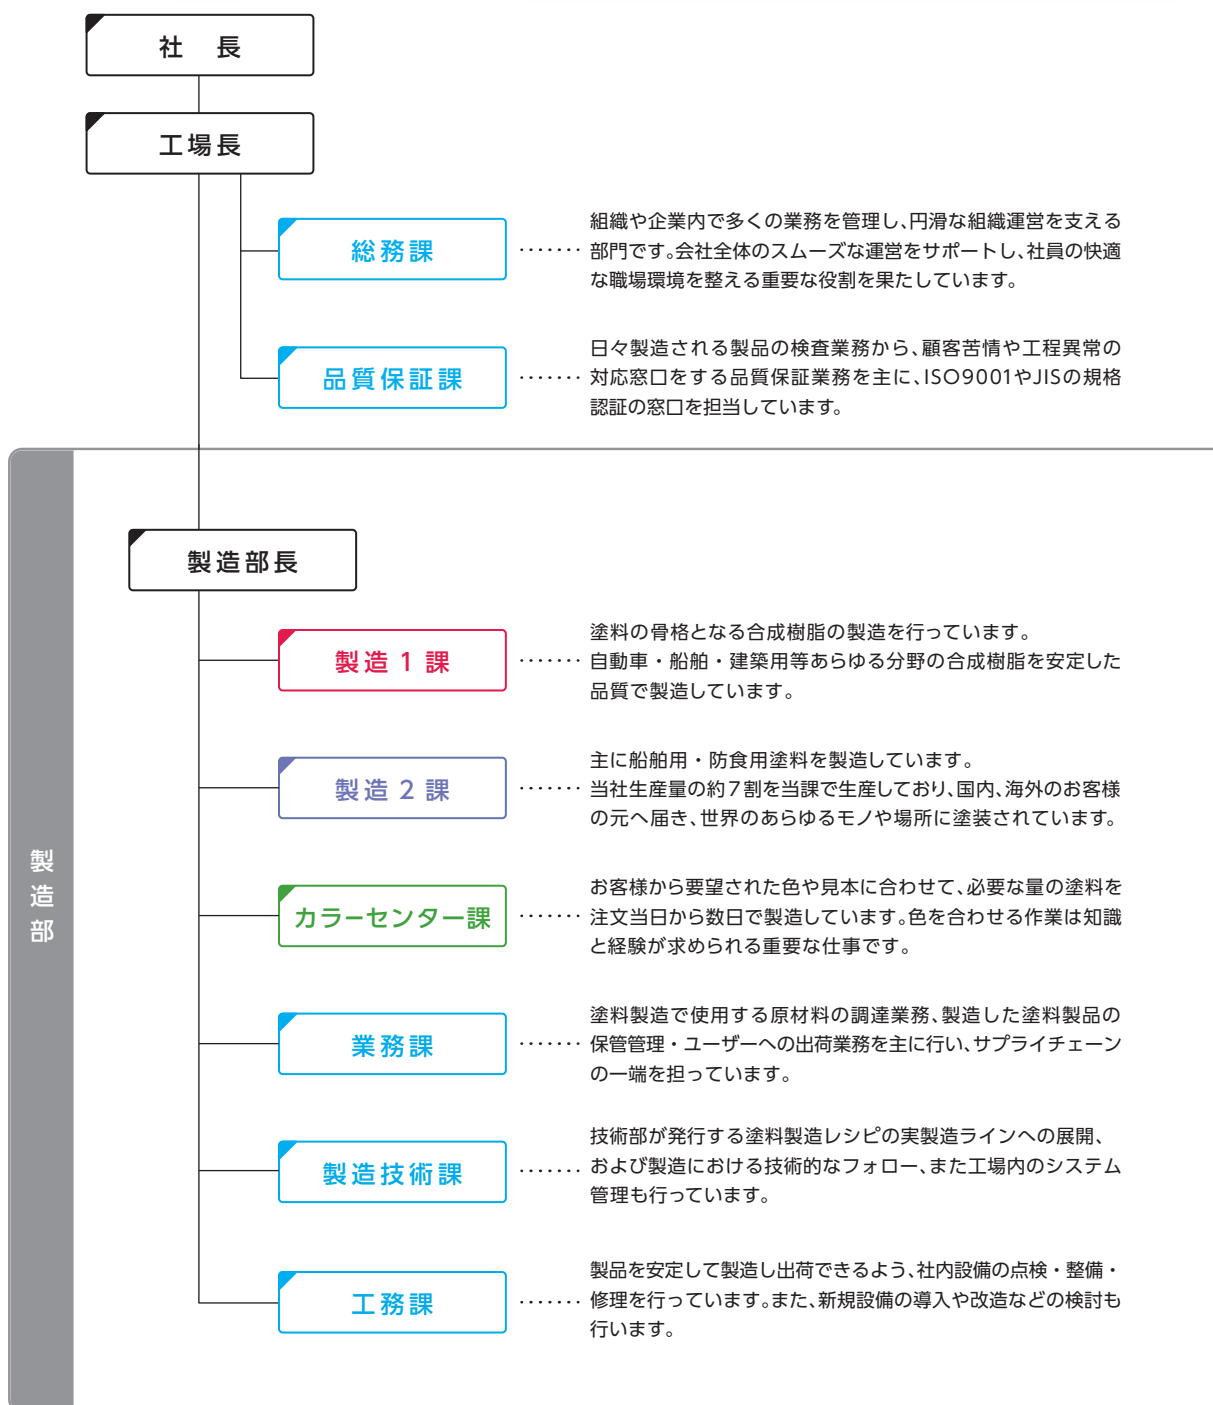 社　長
工場長
総務課
組織や企業内で多くの業務を管理し、円滑な組織運営を支える
部門です。会社全体のスムーズな運営をサポートし、社員の快適
な職場環境を整える重要な役割を果たしています。
品質保証課
日々製造される製品の検査業務から、顧客苦情や工程異常の
対応窓口をする品質保証業務を主に、ISO9001やJISの規格
認証の窓口を担当しています。
製造部
製造部長
製造1課
塗料の骨格となる合成樹脂の製造を行っています。
自動車・船舶・建築用等あらゆる分野の合成樹脂を安定した
品質で製造しています。
製造2課
主に船舶用・防食用塗料を製造しています。
当社生産量の約7割を当課で生産しており、国内、海外のお客様
の元へ届き、世界のあらゆるモノや場所に塗装されています。
カラーセンター課
お客様から要望された色や見本に合わせて、必要な量の塗料を
注文当日から数日で製造しています。色を合わせる作業は知識
と経験が求められる重要な仕事です。
業務課
塗料製造で使用する原材料の調達業務、製造した塗料製品の
保管管理・ユーザーへの出荷業務を主に行い、サプライチェーン
の一端を担っています。
製造技術課
技術部が発行する塗料製造レシピの実製造ラインへの展開、
および製造における技術的なフォロー、また工場内のシステム
管理も行っています。
工務課
製品を安定して製造し出荷できるよう、社内設備の点検・整備・
修理を行っています。また、新規設備の導入や改造などの検討も
行います。